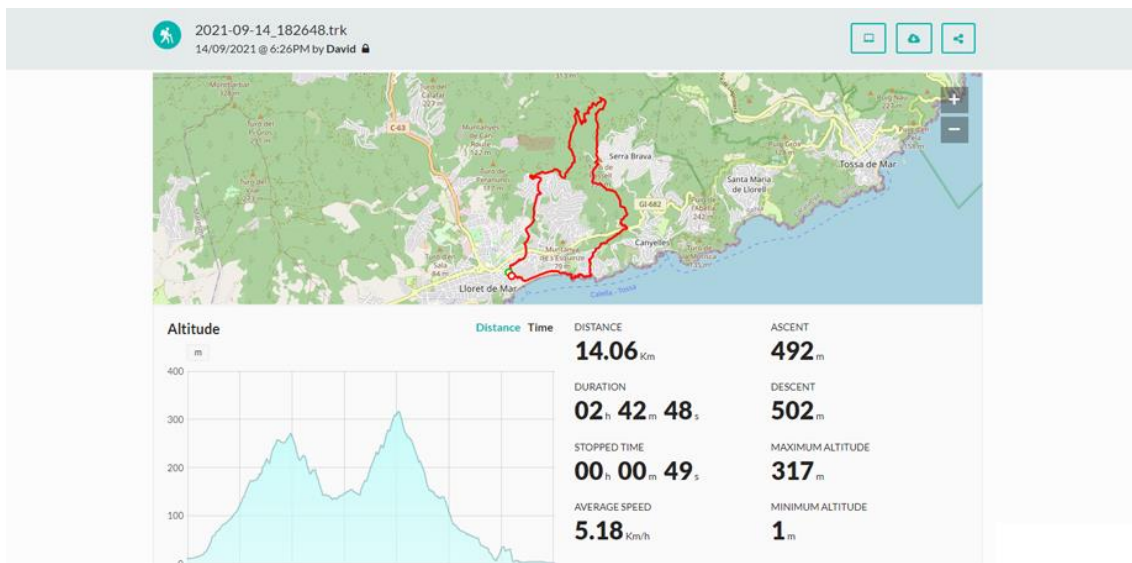 2021-09-14_182648.trk
14/09/2021 @ 6:26PM by David
C-63
Serra Brava
Tossa de Mar
Santa Maria
de Llorell
GI-682
Canyelles
Lloret de Mar
Calella - Tossa
+
−
Altitude
Distance Time
m
400
300
200
100
0
DISTANCE
14.06 Km
ASCENT
492 m
DURATION
02 h 42 m 48 s
DESCENT
502 m
STOPPED TIME
00 h 00 m 49 s
MAXIMUM ALTITUDE
317 m
AVERAGE SPEED
5.18 Km/h
MINIMUM ALTITUDE
1 m